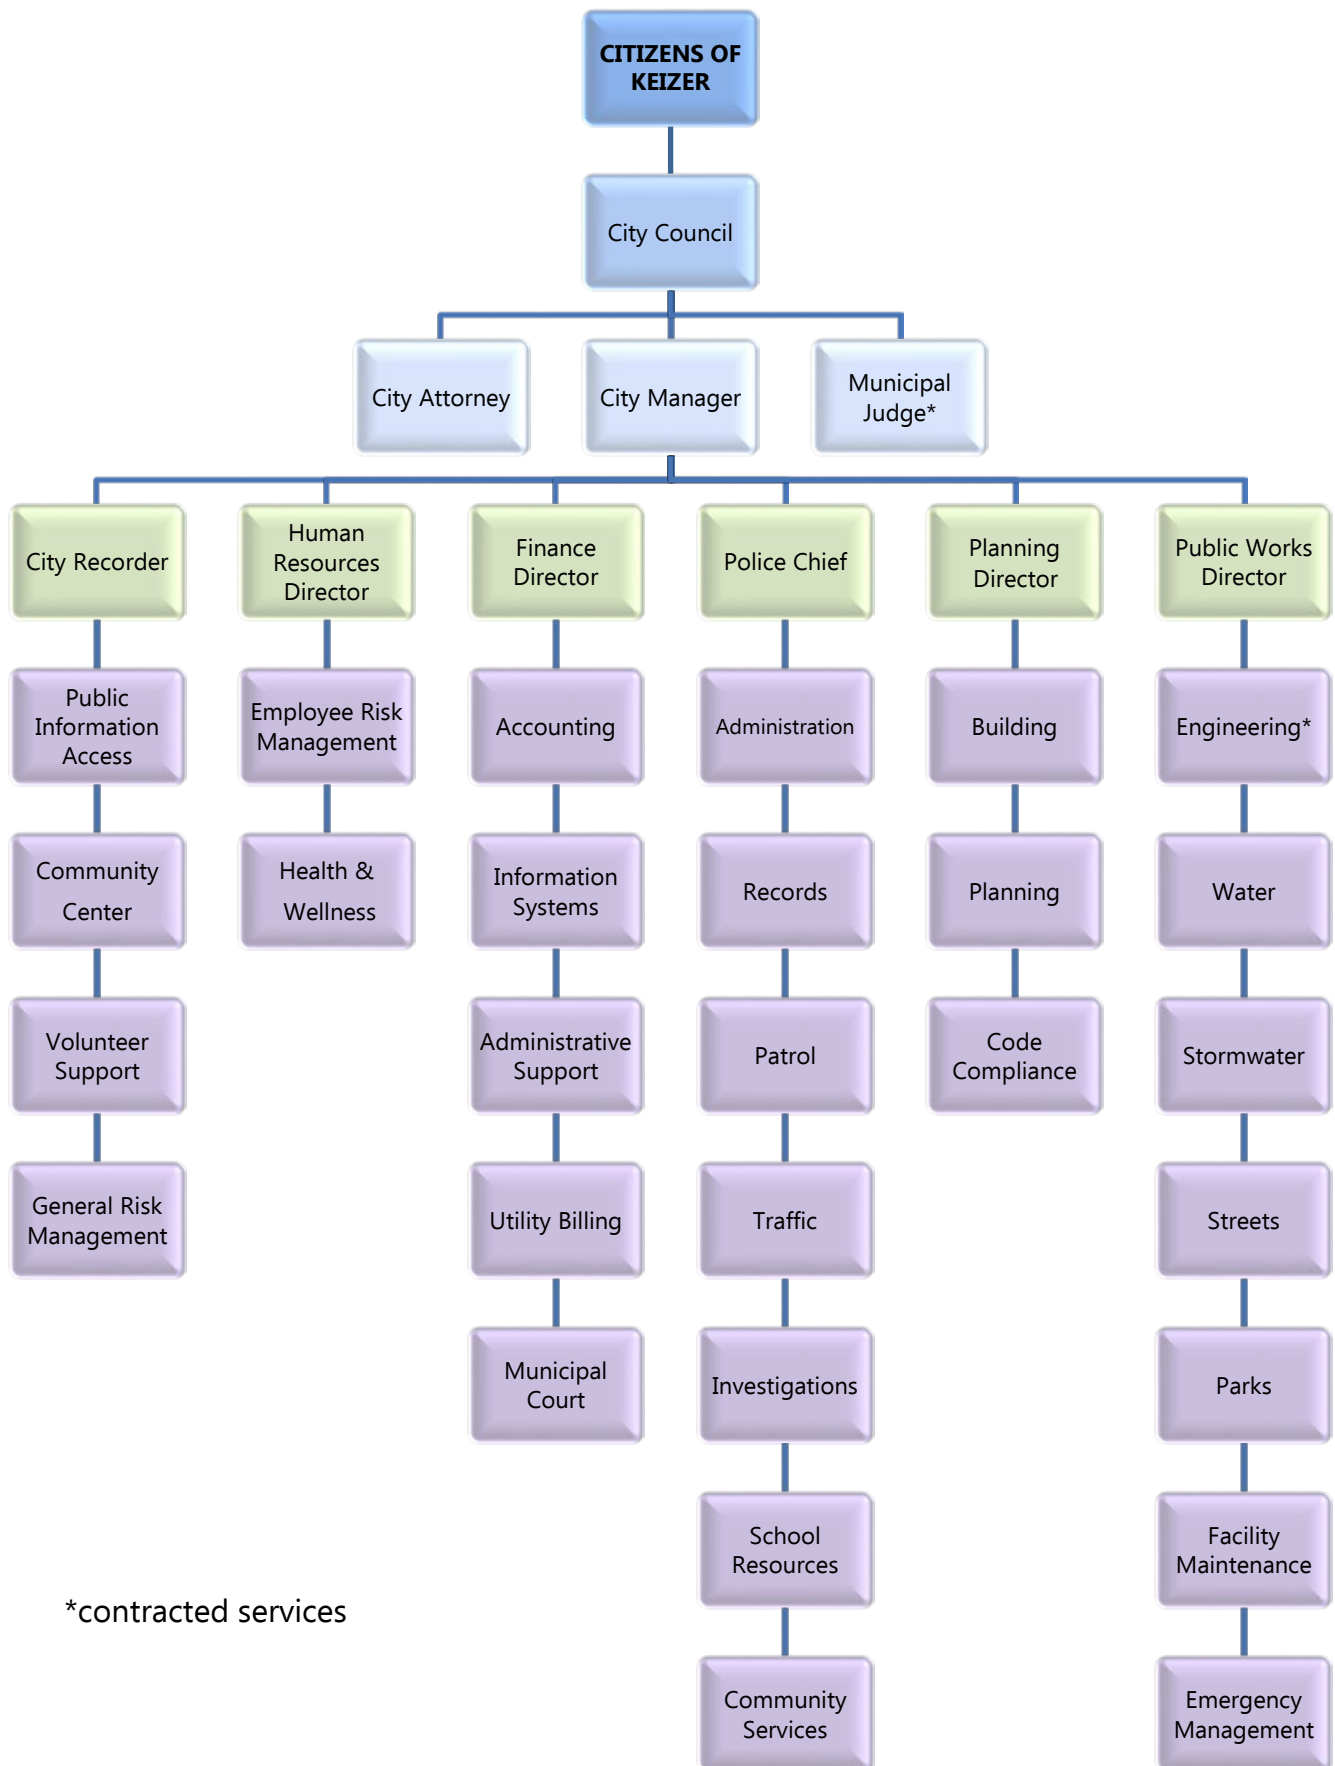 CITIZENS OF
KEIZER
City Council
City Attorney
City Manager
Municipal
Judge*
City Recorder
Human
Resources
Director
Finance
Director
Police Chief
Planning
Director
Public Works
Director
Public
Information
Access
Employee Risk
Management
Accounting
Administration
Building
Engineering*
Community
Center
Health &
Wellness
Information
Systems
Records
Planning
Water
Volunteer
Support
Administrative
Support
Patrol
Code
Compliance
Stormwater
General Risk
Management
Utility Billing
Traffic
Streets
Municipal
Court
Investigations
Parks
School
Resources
Facility
Maintenance
*contracted services
Community
Services
Emergency
Management